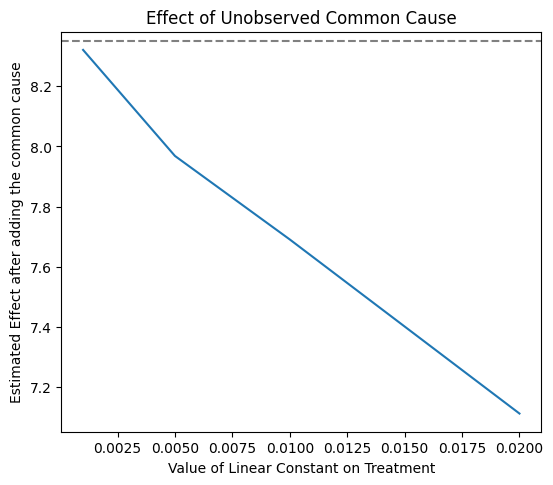 Effect of Unobserved Common Cause
Estimated Effect after adding the common cause
8.2
8.0
7.8
7.6
7.4
7.2
0.0025 0.0050 0.0075 0.0100 0.0125 0.0150 0.0175 0.0200
Value of Linear Constant on Treatment